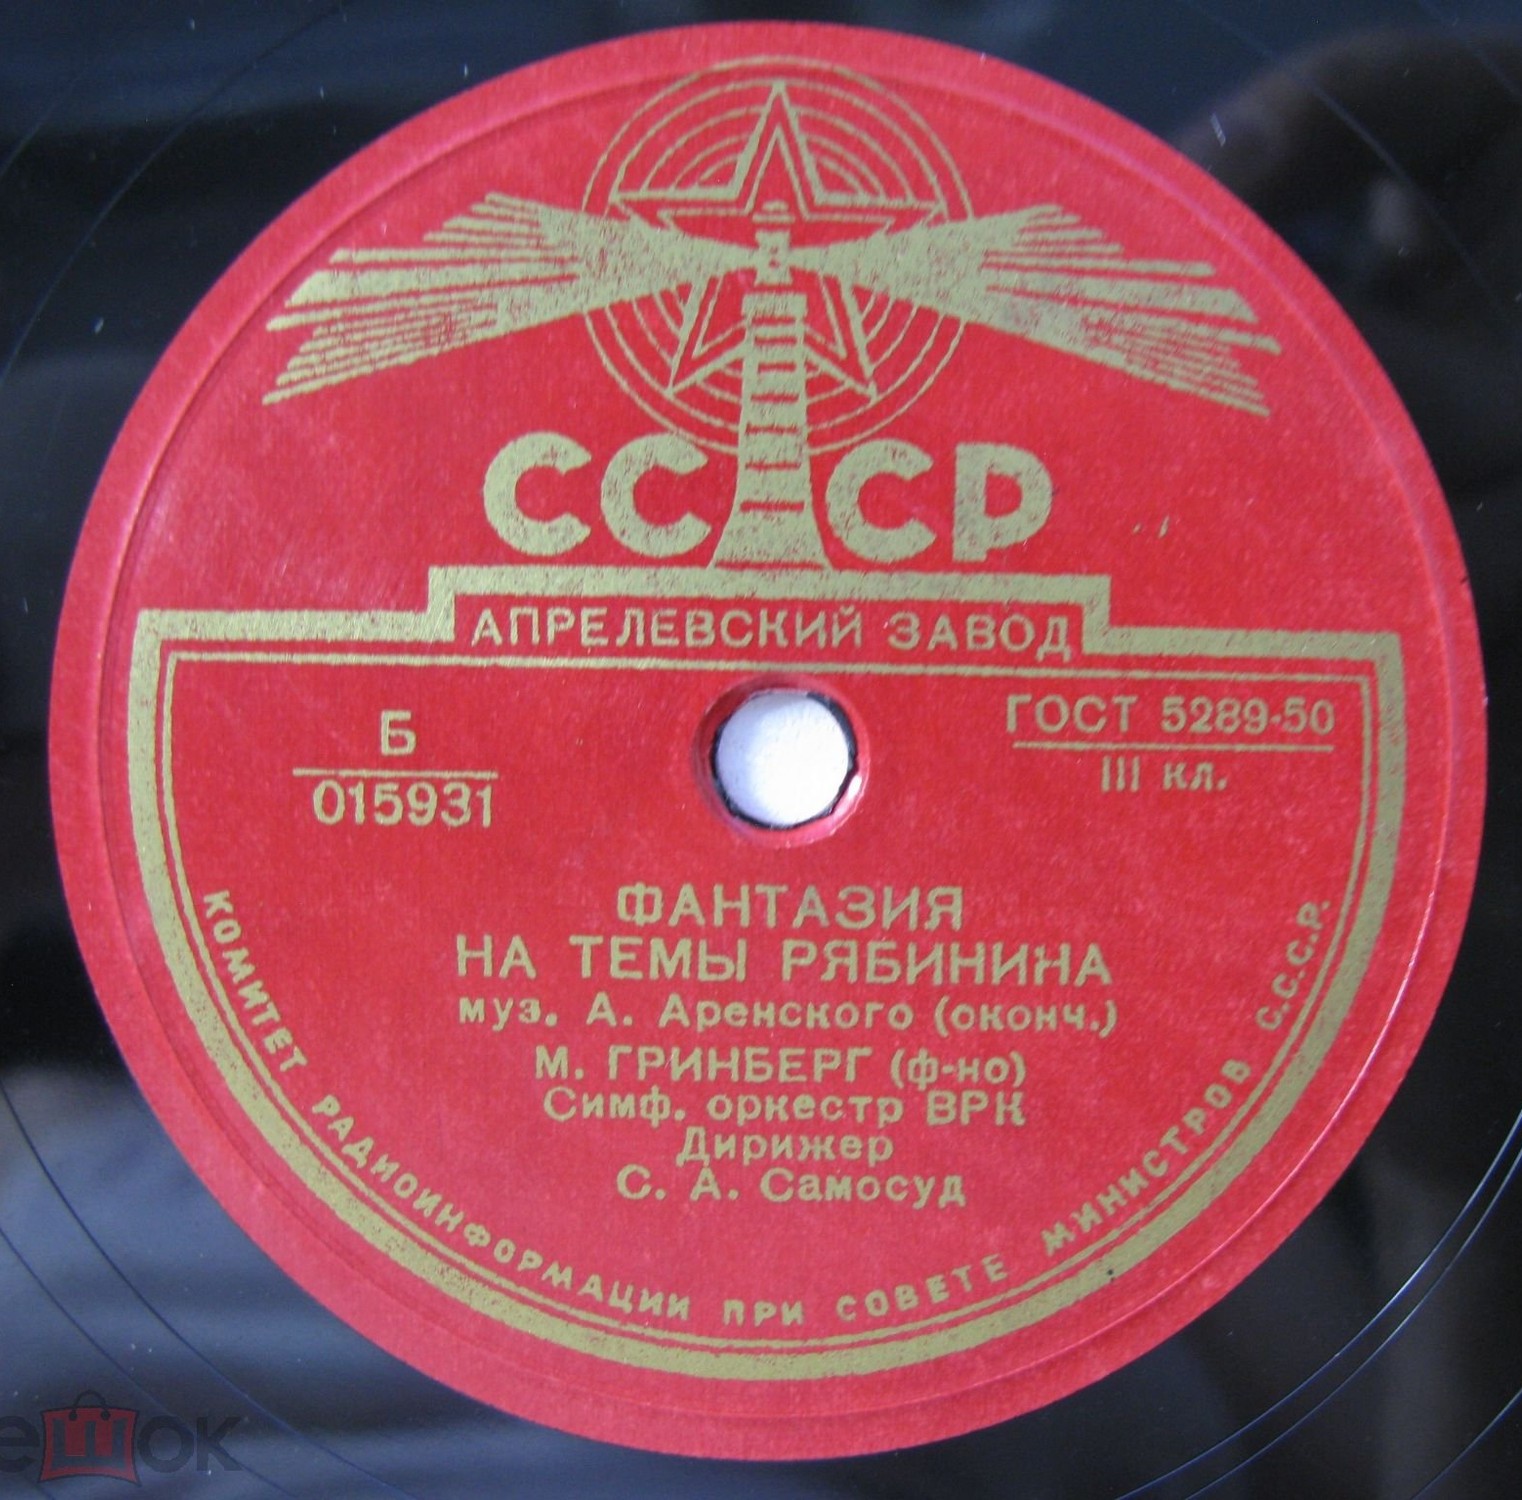 СССР
АПРЕЛЕВСКИЙ ЗАВОД
Б
015931
ГОСТ 5289-50
III кл.
ФАНТАЗИЯ
НА ТЕМЫ РЯБИНИНА
муз. А. Аренского (оконч.)
М. ГРИНБЕРГ (ф-но)
Симф. оркестр ВРК
Дирижер
С. А. Самосуд
КОМИТЕТ РАДИОИНФОРМАЦИИ ПРИ СОВЕТЕ МИНИСТРОВ С.С.С.Р.